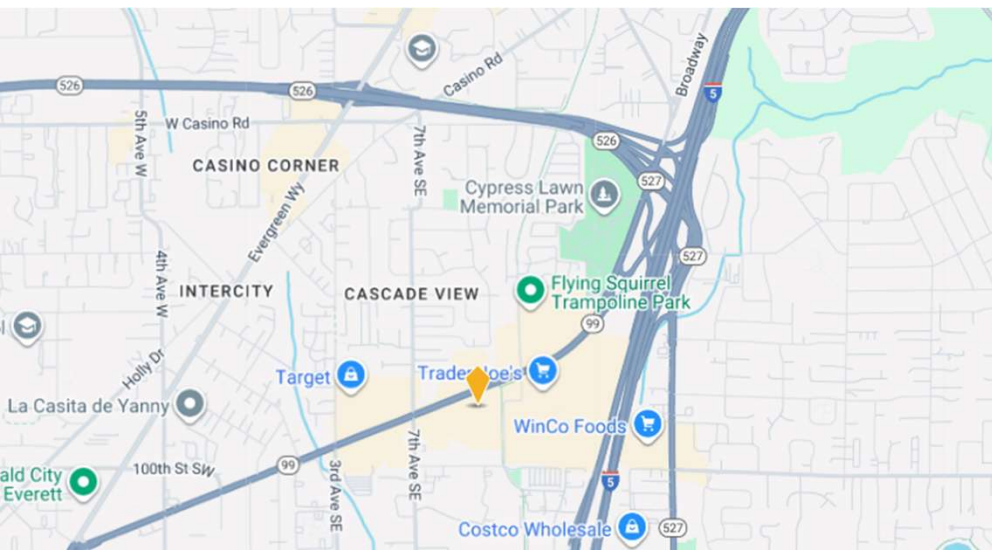 Broadway
5
526
526
Casino Rd
5th Ave W
W Casino Rd
7th Ave SE
526
CASINO CORNER
527
Cypress Lawn
Memorial Park
Evergreen Wy
4th Ave W
527
INTERCITY
CASCADE VIEW
Flying Squirrel
Trampoline Park
99
Holly Dr
Target
La Casita de Yanny
WinCo Foods
99
100th St SW
7th Ave SE
3rd Ave SE
Everett
5
Costco Wholesale
527